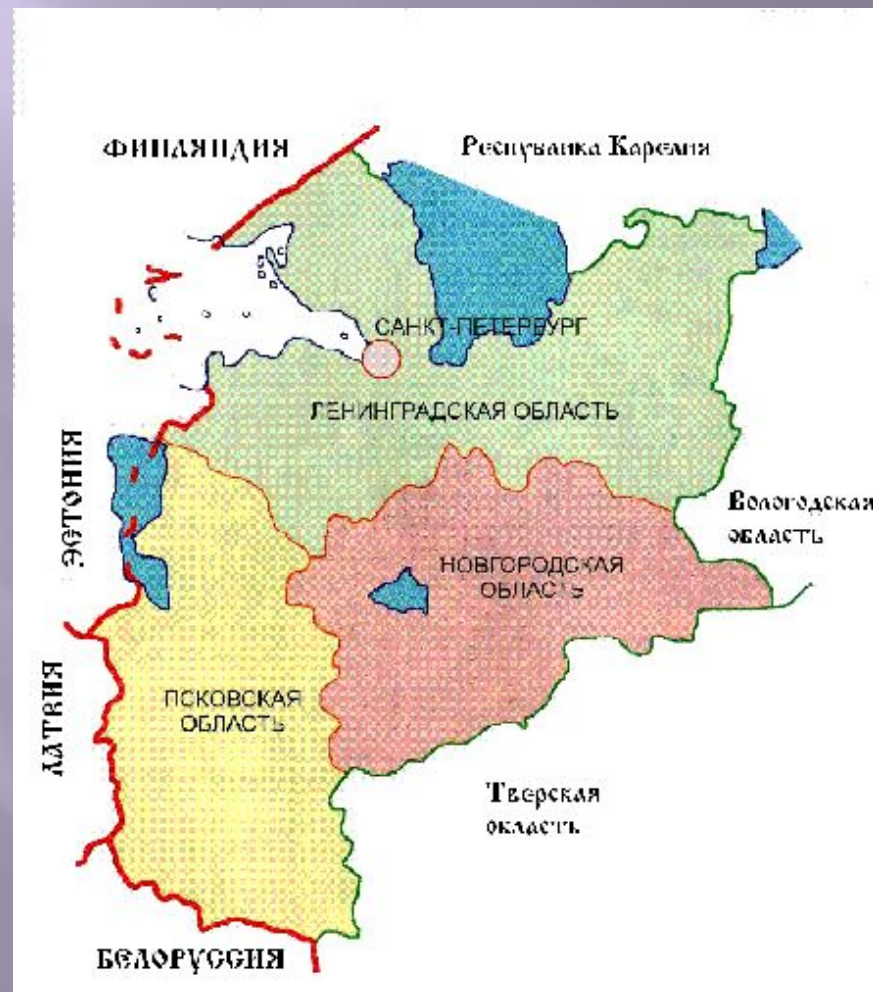 ФИНЛЯНДИЯ
Республика Карелия
САНКТ-ПЕТЕРБУРГ
ЛЕНИНГРАДСКАЯ ОБЛАСТЬ
ЭСТОНИЯ
Вологодская
область
НОВГОРОДСКАЯ
ОБЛАСТЬ
ПСКОВСКАЯ
ОБЛАСТЬ
ЛАТВИЯ
Тверская
область
БЕЛОРУССИЯ